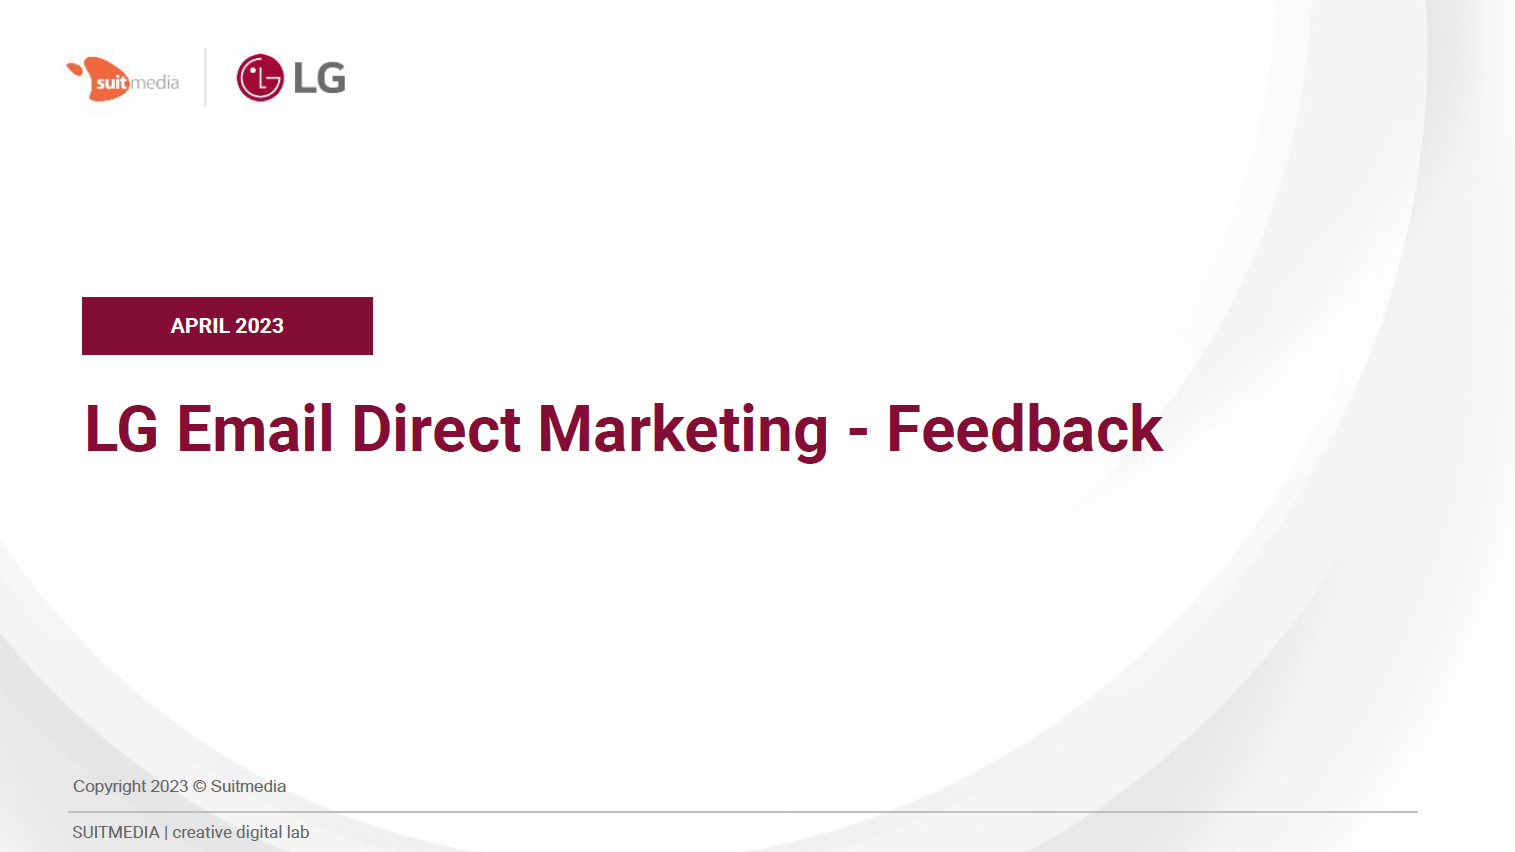 suitmedia
LG
APRIL 2023
LG Email Direct Marketing - Feedback
Copyright 2023 © Suitmedia
SUITMEDIA | creative digital lab